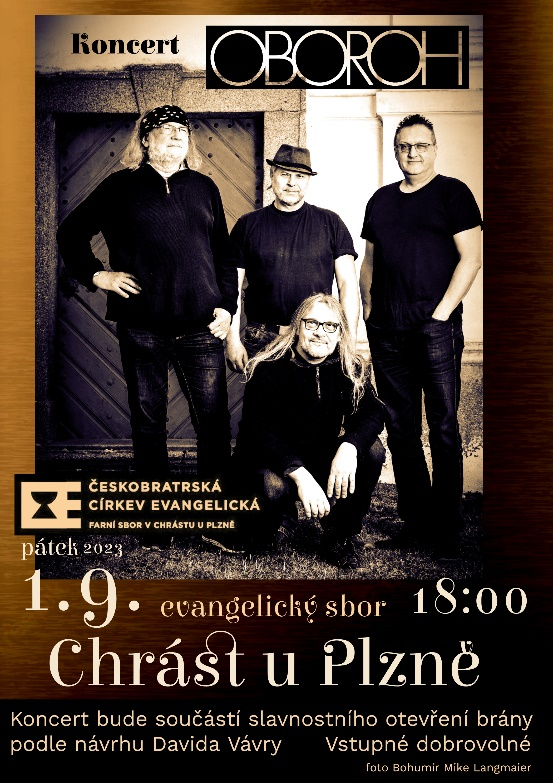 Koncert OBOROH
ČESKOBRATRSKÁ
CÍRKEV EVANGELICKÁ
FARNÍ SBOR V CHRÁSTU U PLZNĚ
pátek 2023
1.9. evangelický sbor 18:00
Chrást u Plzně
Koncert bude součástí slavnostního otevření brány
podle návrhu Davida Vávry Vstupné dobrovolné
foto Bohumir Mike Langmaier